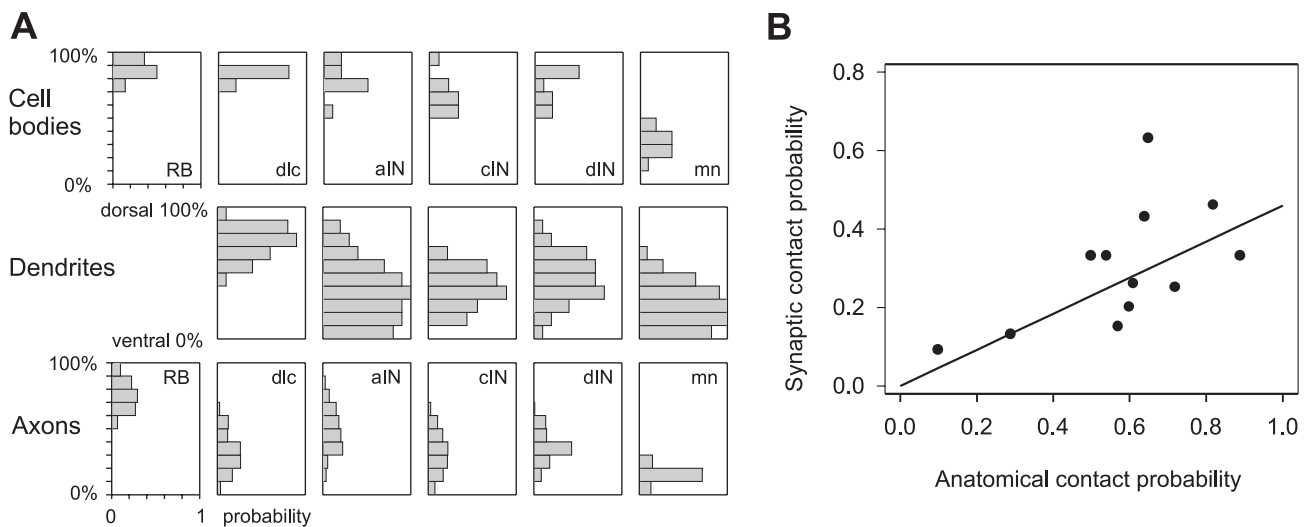 A
100%
Cell
bodies
0%
RB
dlc
aIN
cIN
dIN
mn
dorsal 100%
Dendrites
ventral 0%
100%
Axons
0%
RB
dlc
aIN
cIN
dIN
mn
0
1
probability
B
Synaptic contact probability
0.8
0.6
0.4
0.2
0.0
0.0
0.2
0.4
0.6
0.8
1.0
Anatomical contact probability